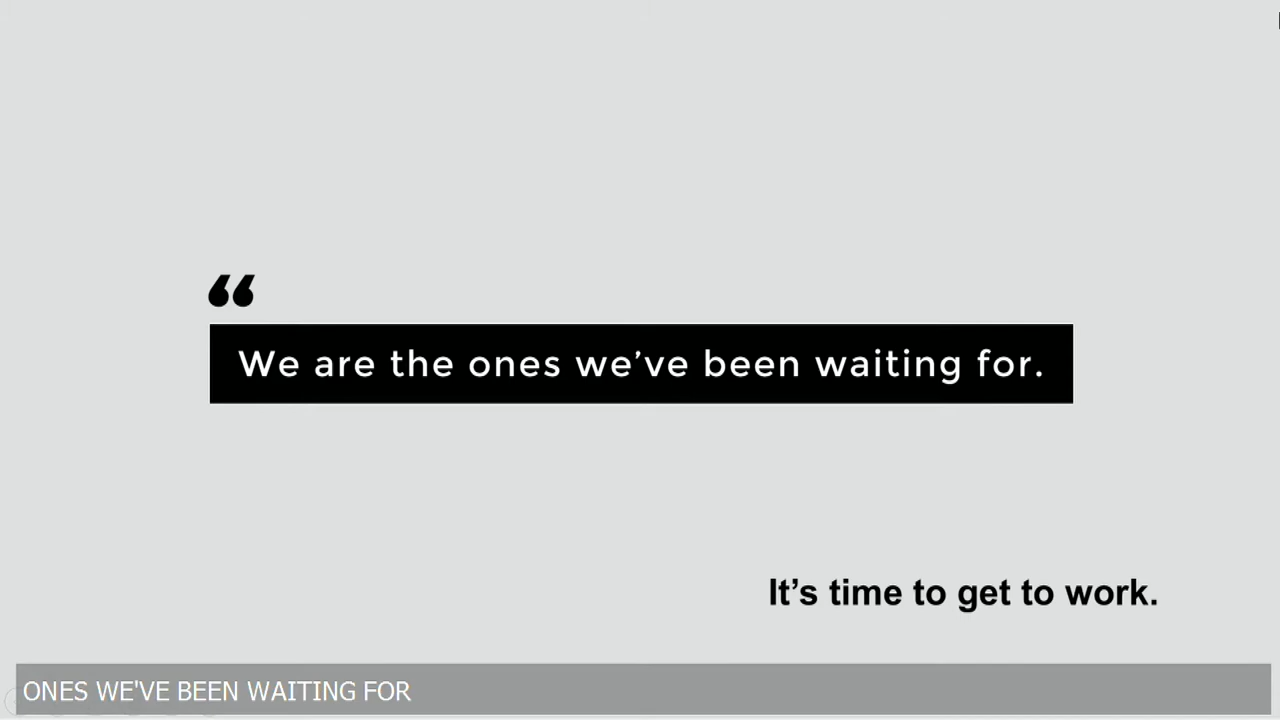 “
We are the ones we’ve been waiting for.
It’s time to get to work.
ONES WE'VE BEEN WAITING FOR